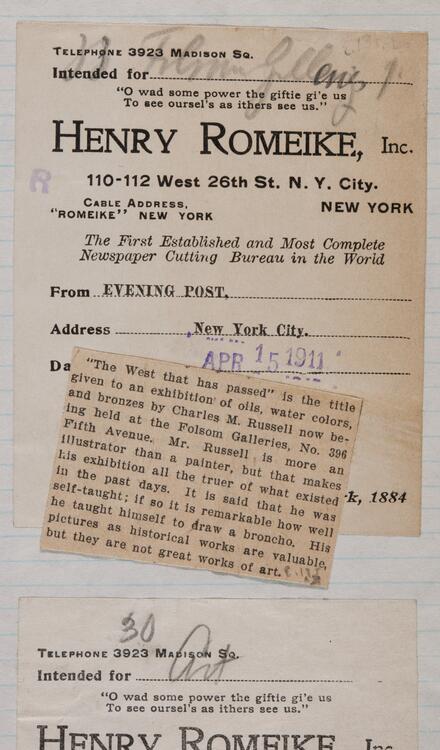 TELEPHONE 3923 MADISON SQ.
Intended for
"O wad some power the giftie gi'e us
To see oursel's as ithers see us."
HENRY ROMEIKE, Inc.
R
110-112 West 26th St. N. Y. City.
CABLE ADDRESS,
"ROMEIKE" NEW YORK
NEW YORK
The First Established and Most Complete
Newspaper Cutting Bureau in the World
From EVENING POST,
Address New York City.
APR 15 1911
Da
"The West that has passed" is the title
given to an exhibition of oils, water colors,
and bronzes by Charles M. Russell now be-
ing held at the Folsom Galleries, No. 396
Fifth Avenue. Mr. Russell is more an
illustrator than a painter, but that makes
his exhibition all the truer of what existed
in the past days. It is said that he was
self-taught; if so it is remarkable how well
he taught himself to draw a broncho. His
pictures as historical works are valuable,
but they are not great works of art.
k, 1884
30
TELEPHONE 3923 MADISON SQ.
Art
Intended for
"O wad some power the giftie gi'e us
To see oursel's as ithers see us."
HENRY ROMEIKE, Inc.